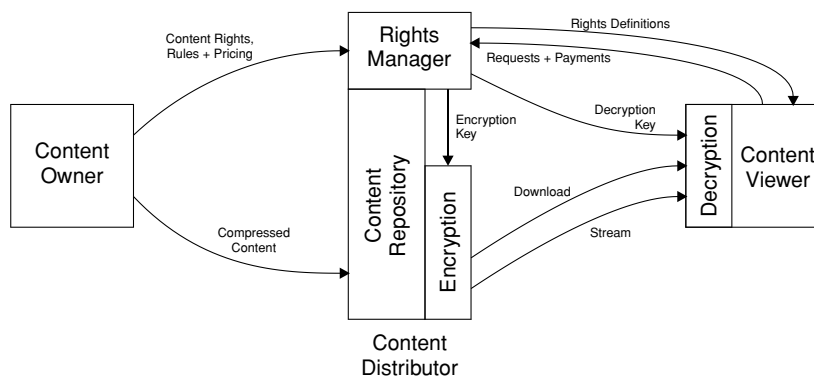 Content Rights,
Rules + Pricing
Rights
Manager
Rights Definitions
Requests + Payments
Encryption
Key
Decryption
Key
Content
Owner
Content
Repository
Encryption
Decryption
Content
Viewer
Download
Compressed
Content
Stream
Content
Distributor